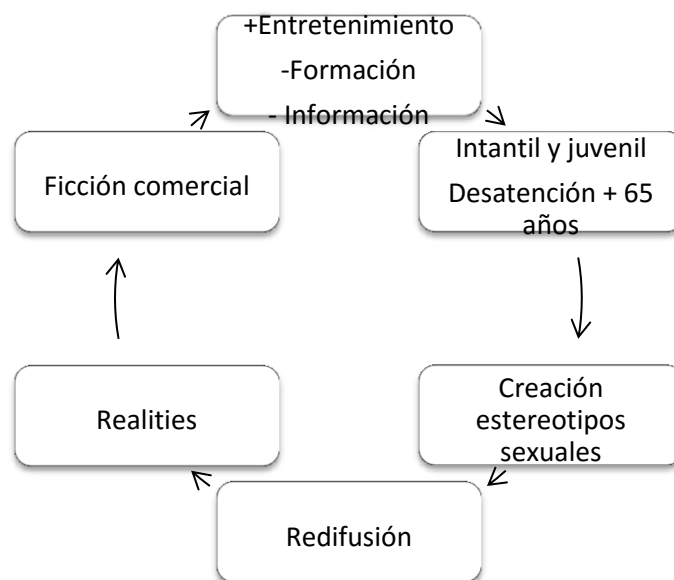 +Entretenimiento
-Formación
- Información
Intantil y juvenil
Desatención + 65
años
Creación
estereotipos
sexuales
Redifusión
Realities
Ficción comercial